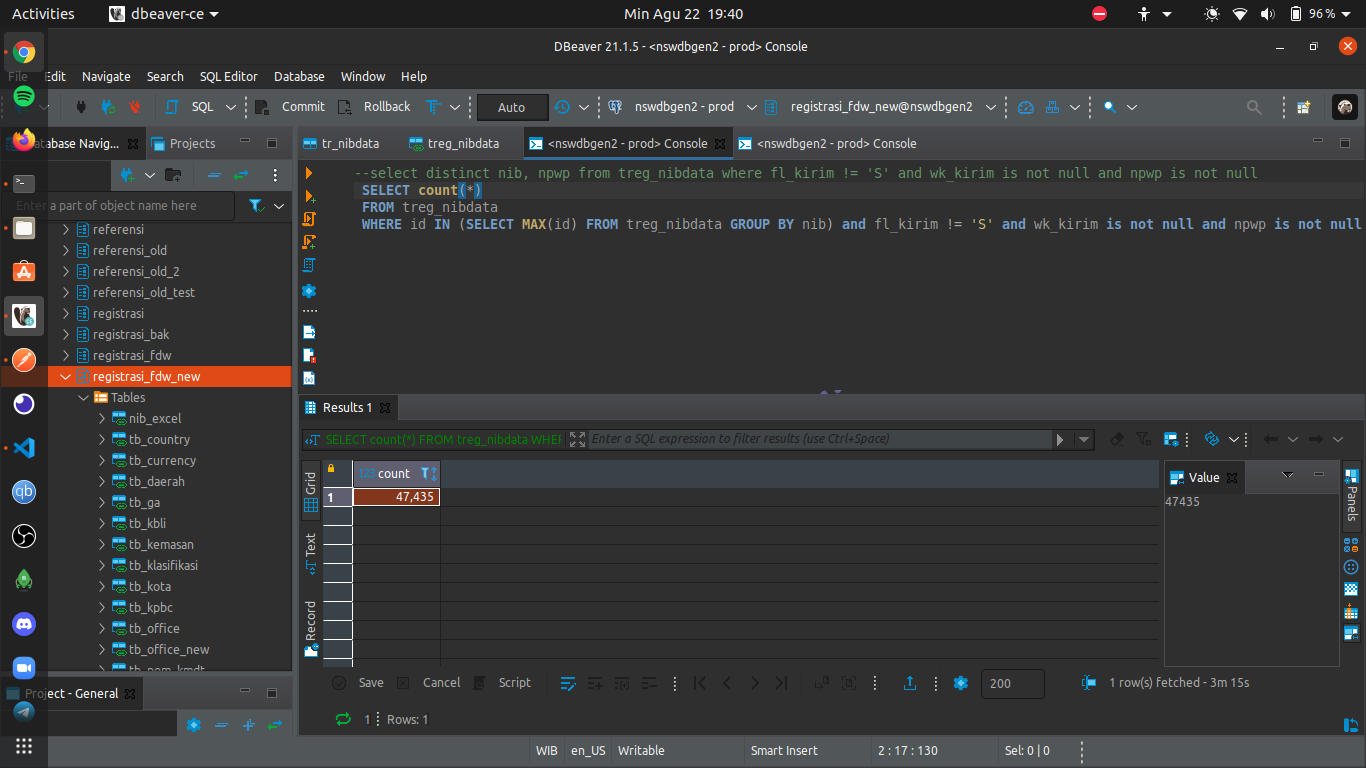 Activities dbeaver-ce Min Agu 22 19:40 96%
DBeaver 21.1.5 - <nswdbgen2 - prod> Console
File Edit Navigate Search SQL Editor Database Window Help
SQL Commit Rollback Auto nswdbgen2 - prod registrasi_fdw_new@nswdbgen2
Database Navig... Projects
tr_nibdata treg_nibdata <nswdbgen2 - prod> Console <nswdbgen2 - prod> Console
Enter a part of object name here
referensi
referensi_old
referensi_old_2
referensi_old_test
registrasi
registrasi_bak
registrasi_fdw
registrasi_fdw_new
Tables
nib_excel
tb_country
tb_currency
tb_daerah
tb_ga
tb_kbli
tb_kemasan
tb_klasifikasi
tb_kota
tb_kpbc
tb_office
tb_office_new
tb_pem_kmdt
Project - General
--select distinct nib, npwp from treg_nibdata where fl_kirim != 'S' and wk_kirim is not null and npwp is not null
SELECT count(*)
FROM treg_nibdata
WHERE id IN (SELECT MAX(id) FROM treg_nibdata GROUP BY nib) and fl_kirim != 'S' and wk_kirim is not null and npwp is not null
Results 1
SELECT count(*) FROM treg_nibdata WHER Enter a SQL expression to filter results (use Ctrl+Space)
Grid
Text
Record
123 count
1 47,435
Value
47435
Panels
Save Cancel Script 200 1 row(s) fetched - 3m 15s
1 Rows: 1
WIB en_US Writable Smart Insert 2 : 17 : 130 Sel: 0 | 0
qb